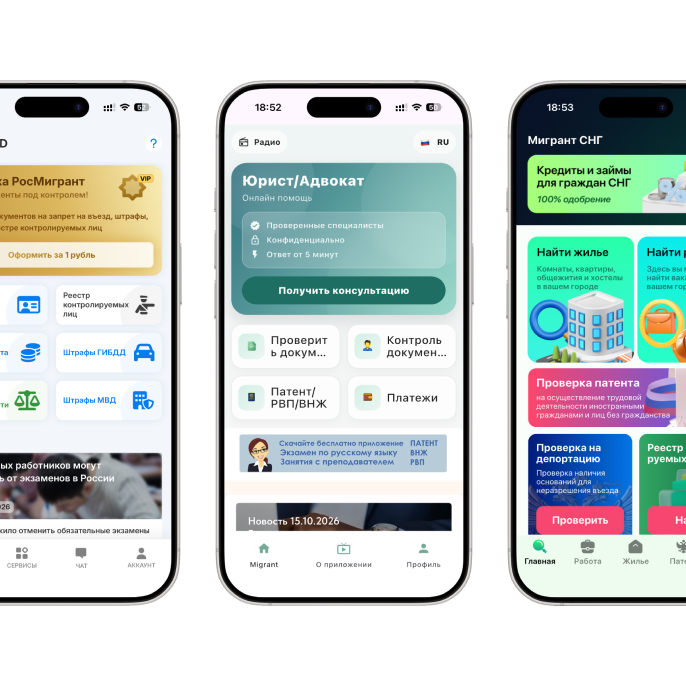 D
?
ка РосМигрант
VIP
енты под контролем!
кументов на запрет на въезд, штрафы,
естре контролируемых лиц
Оформить за 1 рубль
Реестр
контролируемых
лиц
та
Штрафы ГИБДД
сти
Штрафы МВД
ых работников могут
ь от экзаменов в России
026
жило отменить обязательные экзамены
СЕРВИСЫ
ЧАТ
АККАУНТ
18:52
Радио
RU
Юрист/Адвокат
Онлайн помощь
Проверенные специалисты
Конфиденциально
Ответ от 5 минут
Получить консультацию
Проверит
ь докум...
Контроль
докумен...
Патент/
РВП/ВНЖ
Платежи
Скачайте бесплатно приложение
Экзамен по русскому языку
Занятия с преподавателем
ПАТЕНТ
ВНЖ
РВП
Новость 15.10.2026
Migrant
О приложении
Профиль
18:53
Мигрант СНГ
Кредиты и займы
для граждан СНГ
100% одобрение
Найти жилье
Комнаты, квартиры,
общежития и хостелы
в вашем городе
Найти р
Здесь вы м
найти вака
вашем гор
Проверка патента
на осуществление трудовой
деятельности иностранными
гражданами и лиц без гражданства
Проверка на
депортацию
Проверка наличия
оснований для
неразрешения въезда
Проверить
Реестр
руемых
На
Главная
Работа
Жилье
Пате